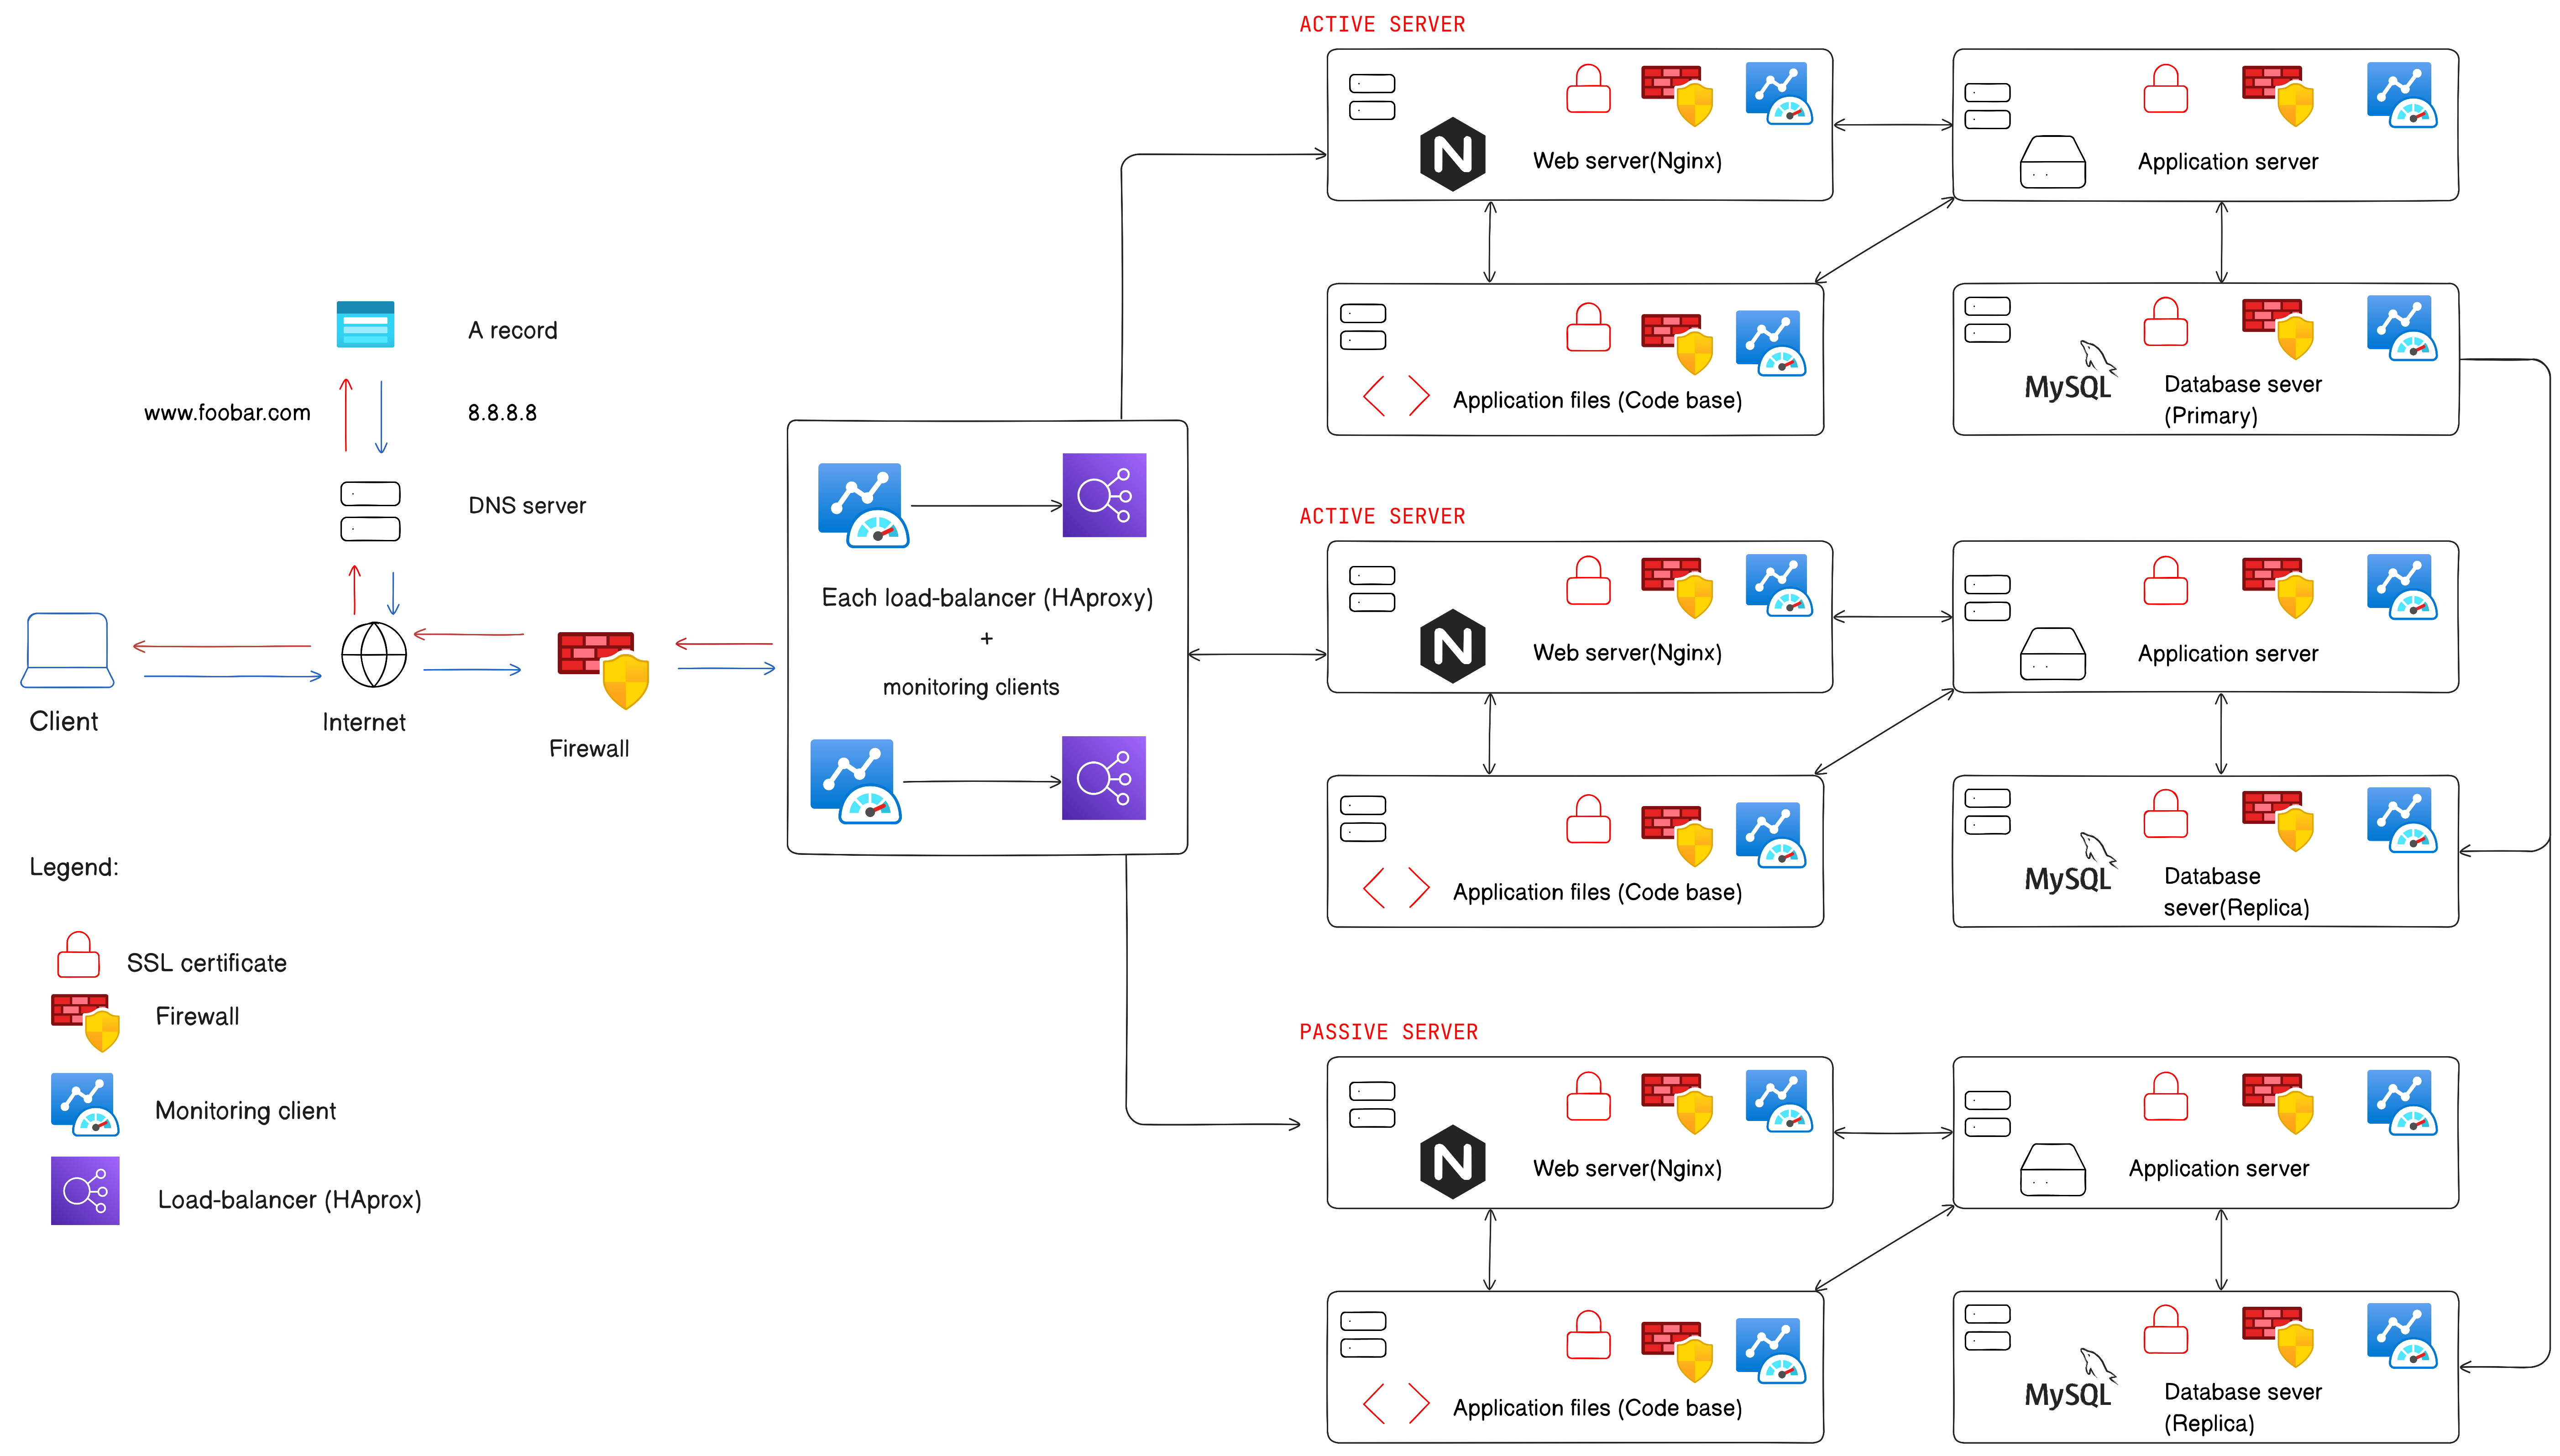 A record
www.foobar.com
8.8.8.8
DNS server
Client
Internet
Firewall
Each load-balancer (HAproxy)
+
monitoring clients
Legend:
SSL certificate
Firewall
Monitoring client
Load-balancer (HAprox)
ACTIVE SERVER
Web server(Nginx)
Application server
Application files (Code base)
MySQL
Database sever
(Primary)
ACTIVE SERVER
Web server(Nginx)
Application server
Application files (Code base)
MySQL
Database
sever(Replica)
PASSIVE SERVER
Web server(Nginx)
Application server
Application files (Code base)
MySQL
Database sever
(Replica)